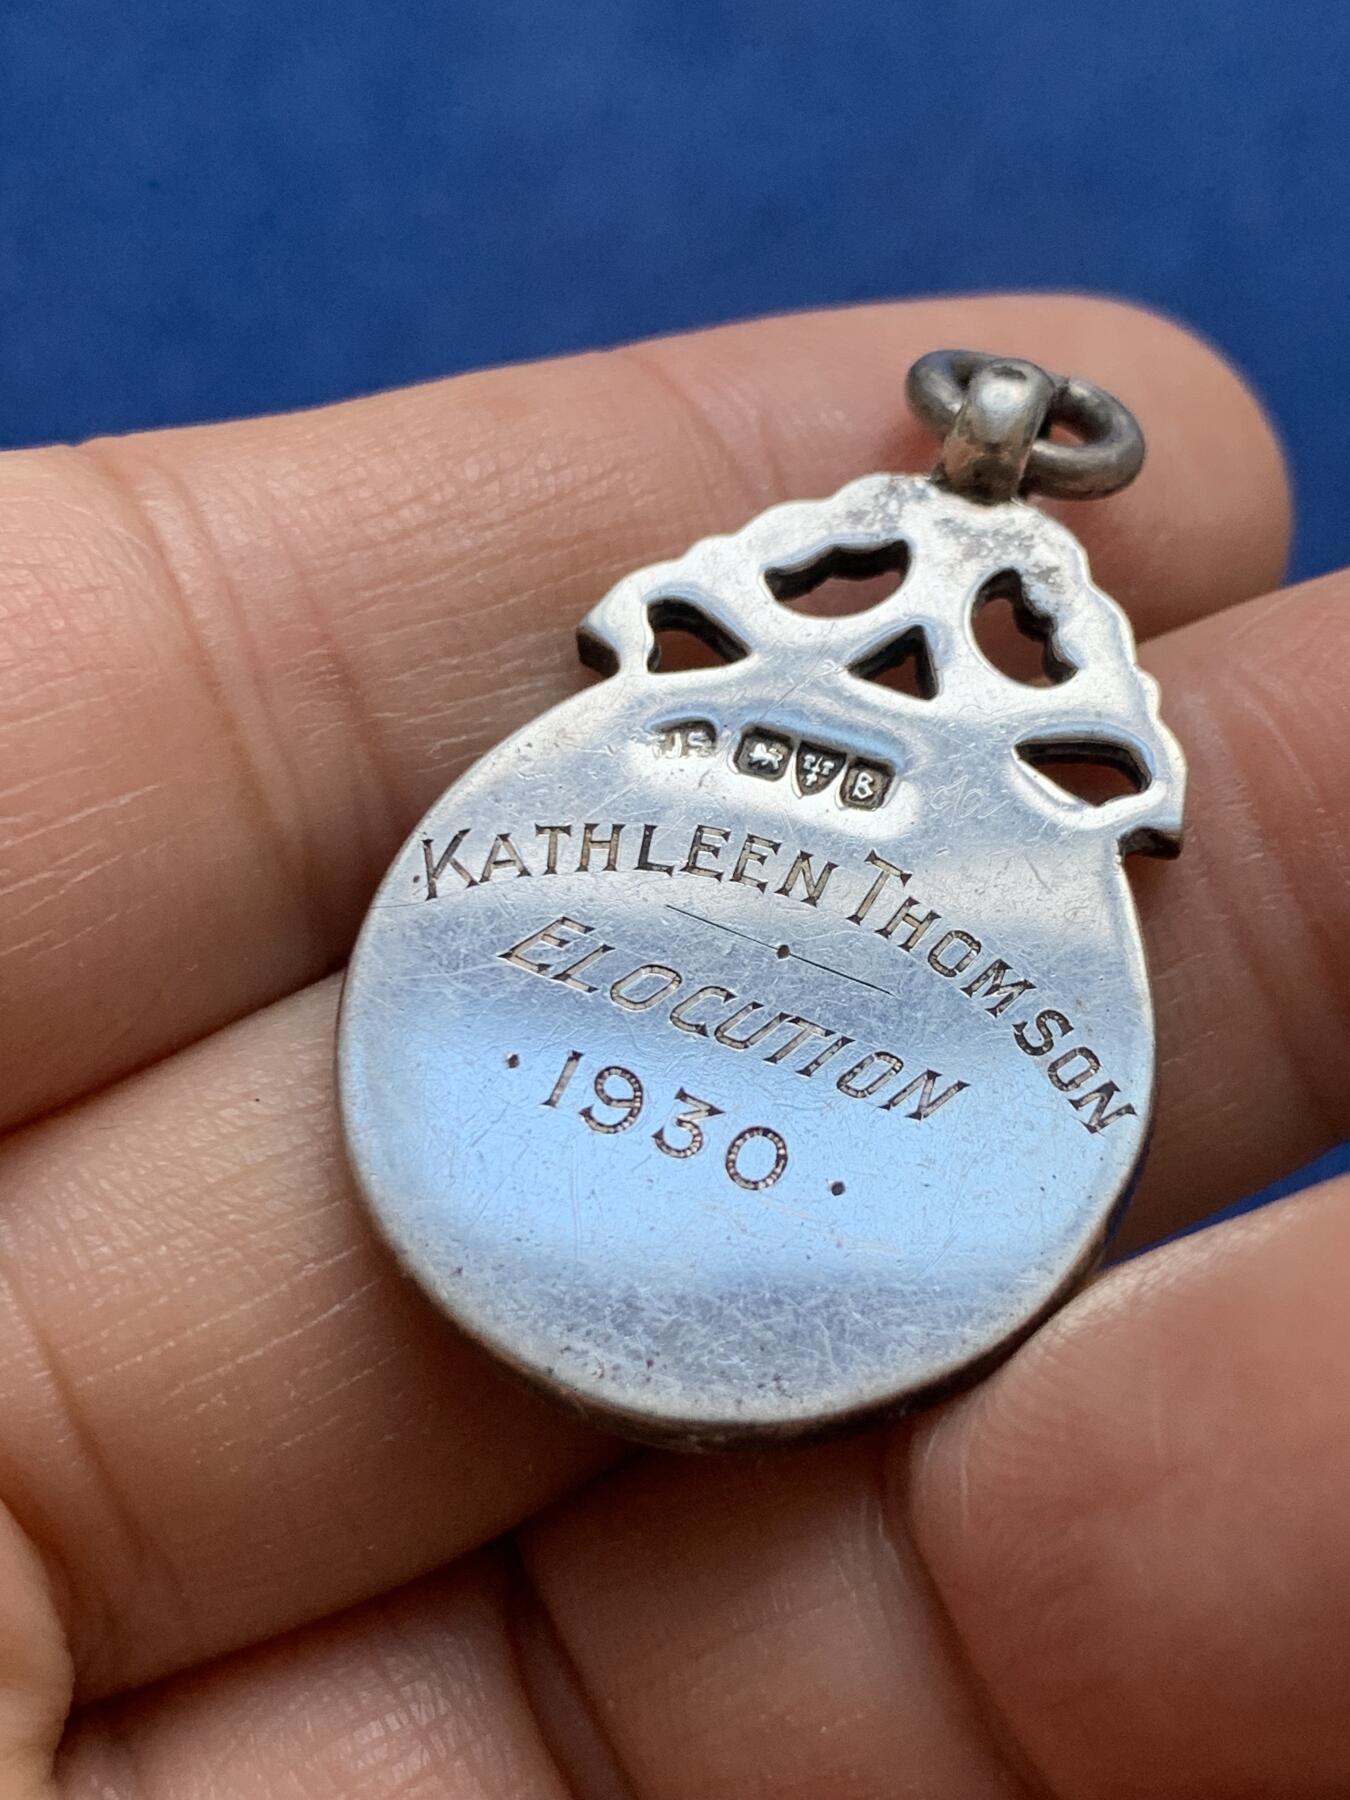 B
KATHLEEN THOMSON
ELOCUTION
·1930·